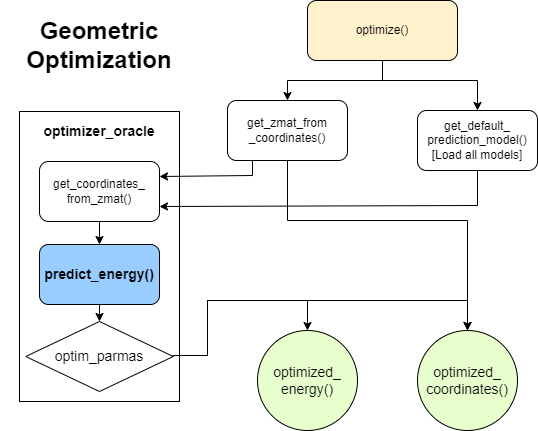 Geometric
Optimization
optimize()
get_zmat_from
_coordinates()
get_default_
prediction_model()
[Load all models]
optimizer_oracle
get_coordinates_
from_zmat()
predict_energy()
optim_parmas
optimized_
energy()
optimized_
coordinates()